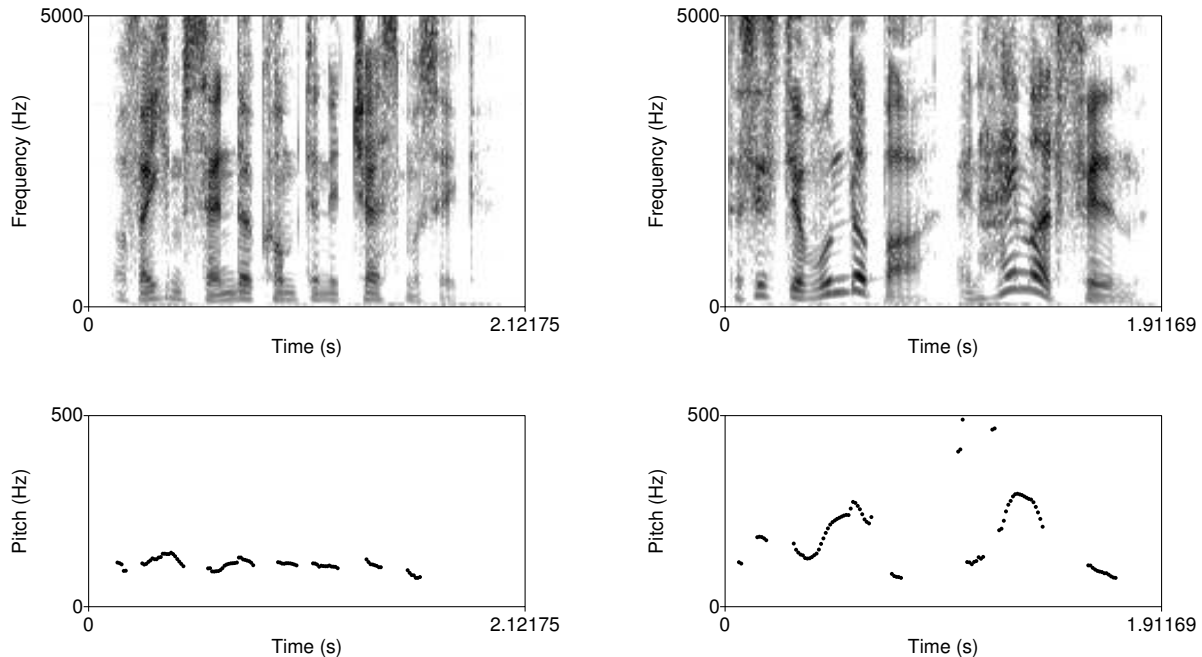 5000
Frequency (Hz)
0
0
2.12175
Time (s)
5000
Frequency (Hz)
0
0
1.91169
Time (s)
500
Pitch (Hz)
0
0
2.12175
Time (s)
500
Pitch (Hz)
0
0
1.91169
Time (s)